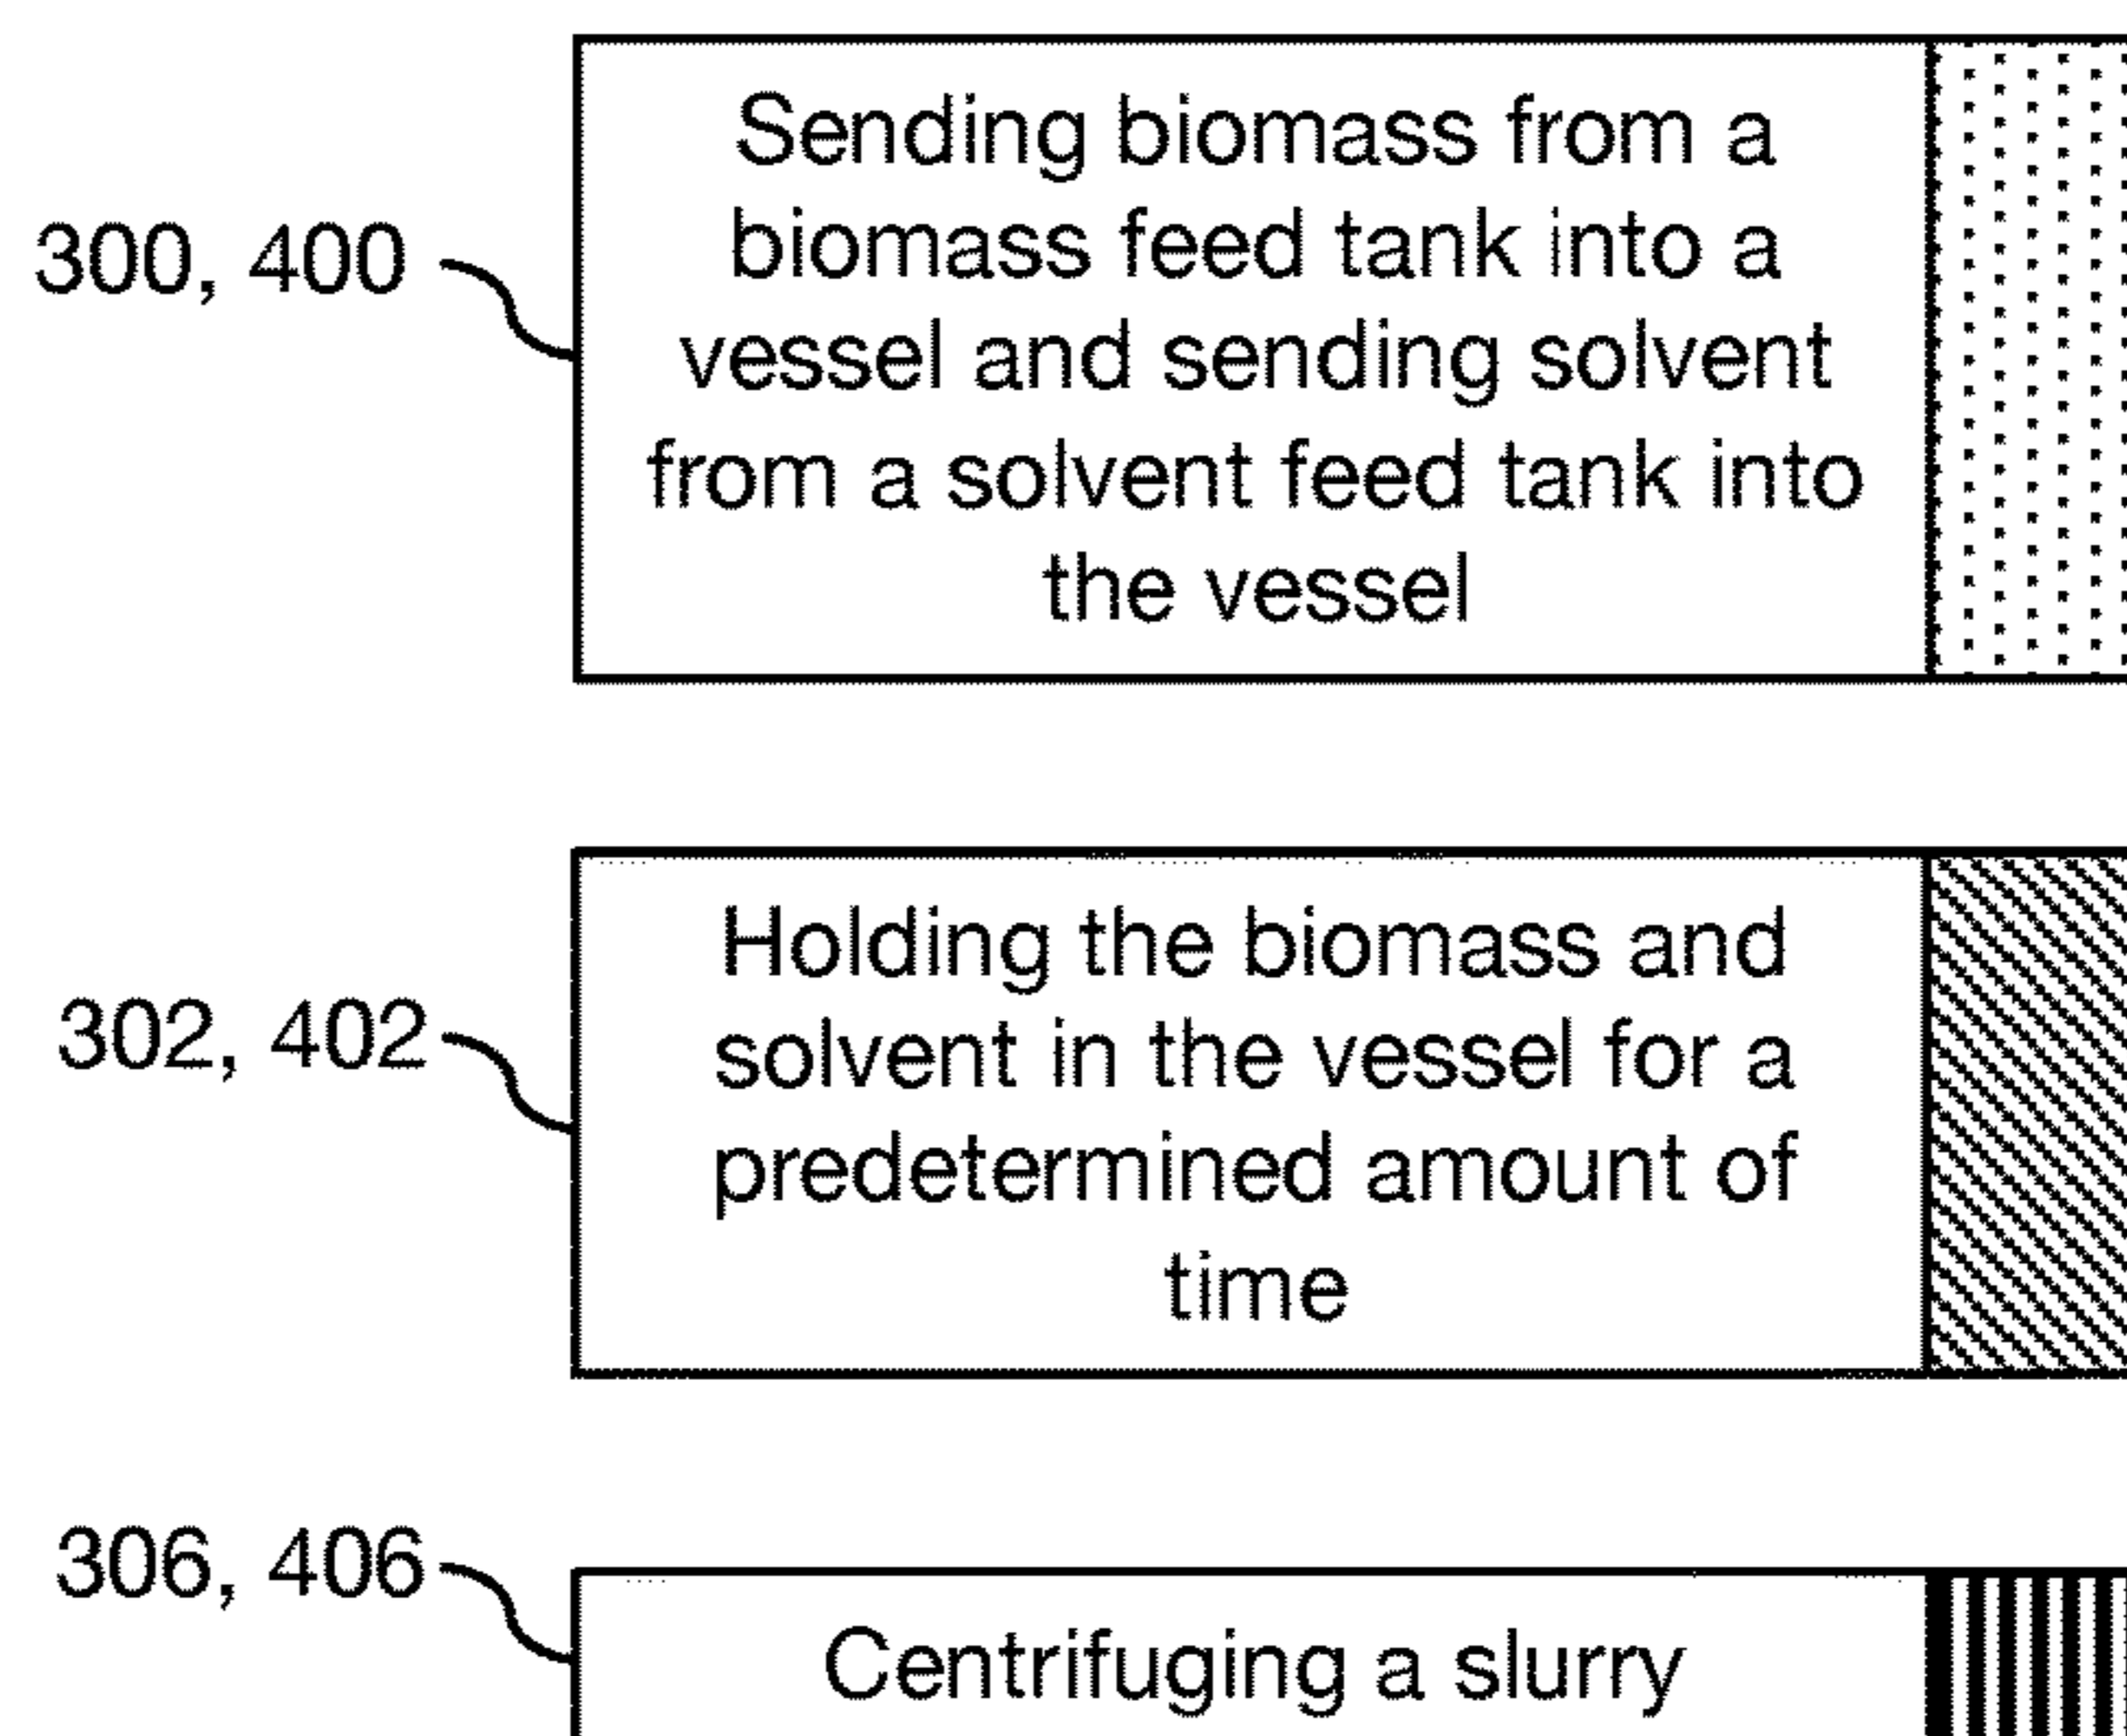 300, 400
Sending biomass from a
biomass feed tank into a
vessel and sending solvent
from a solvent feed tank into
the vessel
302, 402
Holding the biomass and
solvent in the vessel for a
predetermined amount of
time
306, 406
Centrifuging a slurry